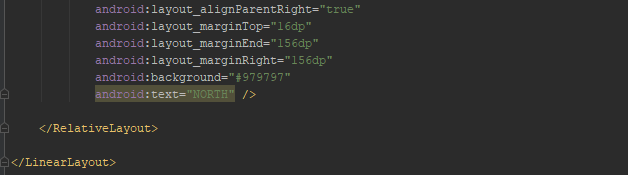 android:layout_alignParentRight="true"
android:layout_marginTop="16dp"
android:layout_marginEnd="156dp"
android:layout_marginRight="156dp"
android:background="#979797"
android:text="NORTH" />
</RelativeLayout>
</LinearLayout>